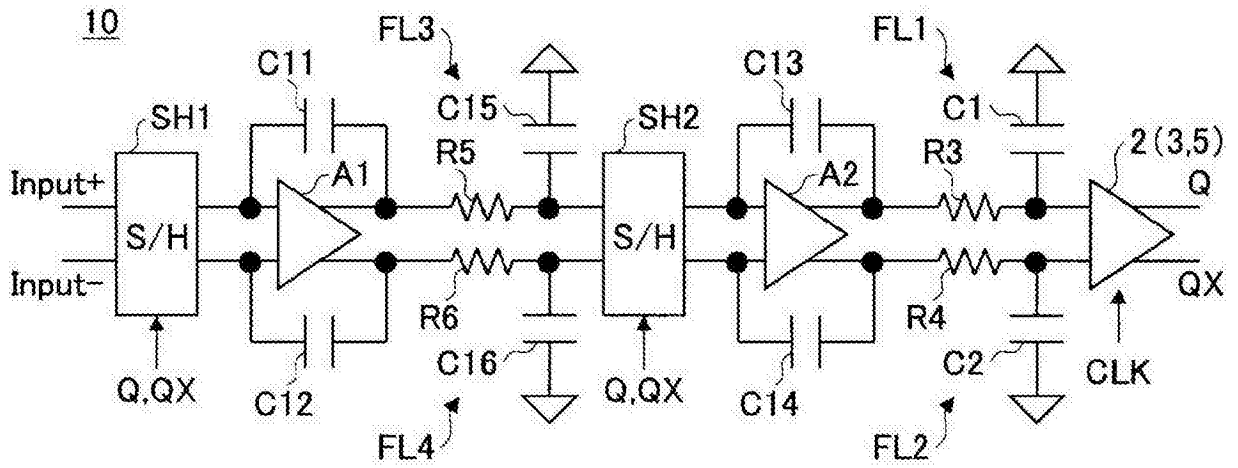 10
FL3
FL1
C11
C13
C15
C1
SH1
SH2
2(3,5)
R5
R3
A1
A2
Input+
Q
S/H
S/H
Input-
QX
R6
R4
C16
C2
Q,QX
C12
Q,QX
C14
CLK
FL4
FL2